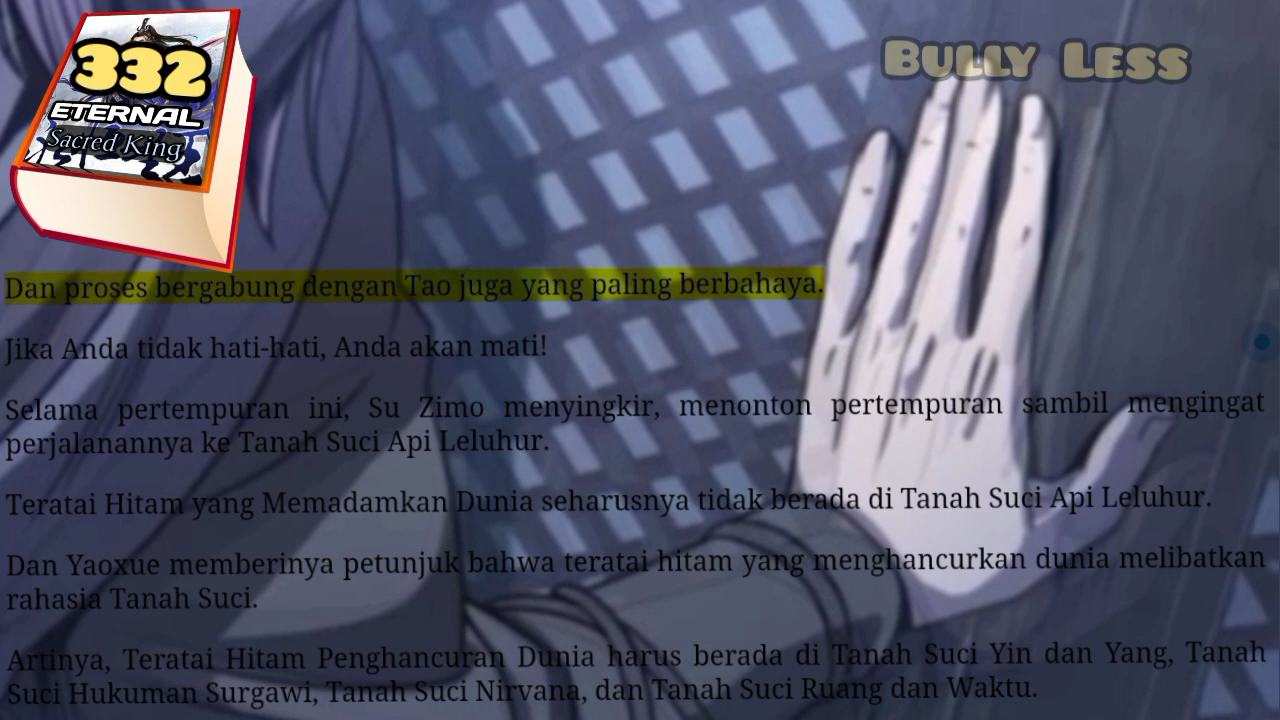 332
ETERNAL
Sacred King
BULLY LESS
Dan proses bergabung dengan Tao juga yang paling berbahaya.
Jika Anda tidak hati-hati, Anda akan mati!
Selama pertempuran ini, Su Zimo menyingkir, menonton pertempuran sambil mengingat
perjalanannya ke Tanah Suci Api Leluhur.
Teratai Hitam yang Memadamkan Dunia seharusnya tidak berada di Tanah Suci Api Leluhur.
Dan Yaoxue memberinya petunjuk bahwa teratai hitam yang menghancurkan dunia melibatkan
rahasia Tanah Suci.
Artinya, Teratai Hitam Penghancuran Dunia harus berada di Tanah Suci Yin dan Yang, Tanah
Suci Hukuman Surgawi, Tanah Suci Nirvana, dan Tanah Suci Ruang dan Waktu.